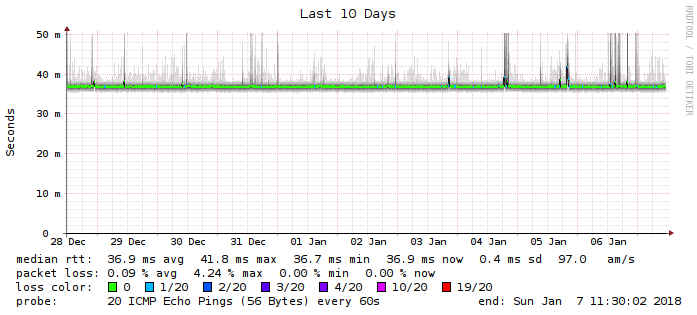 Last 10 Days
RRDTOOL / TOBI OETIKER
Seconds
50 m
40 m
30 m
20 m
10 m
0
28 Dec 29 Dec 30 Dec 31 Dec 01 Jan 02 Jan 03 Jan 04 Jan 05 Jan 06 Jan
median rtt: 36.9 ms avg 41.8 ms max 36.7 ms min 36.9 ms now 0.4 ms sd 97.0 am/s
packet loss: 0.09 % avg 4.24 % max 0.00 % min 0.00 % now
loss color: 0 1/20 2/20 3/20 4/20 10/20 19/20
probe: 20 ICMP Echo Pings (56 Bytes) every 60s end: Sun Jan 7 11:30:02 2018